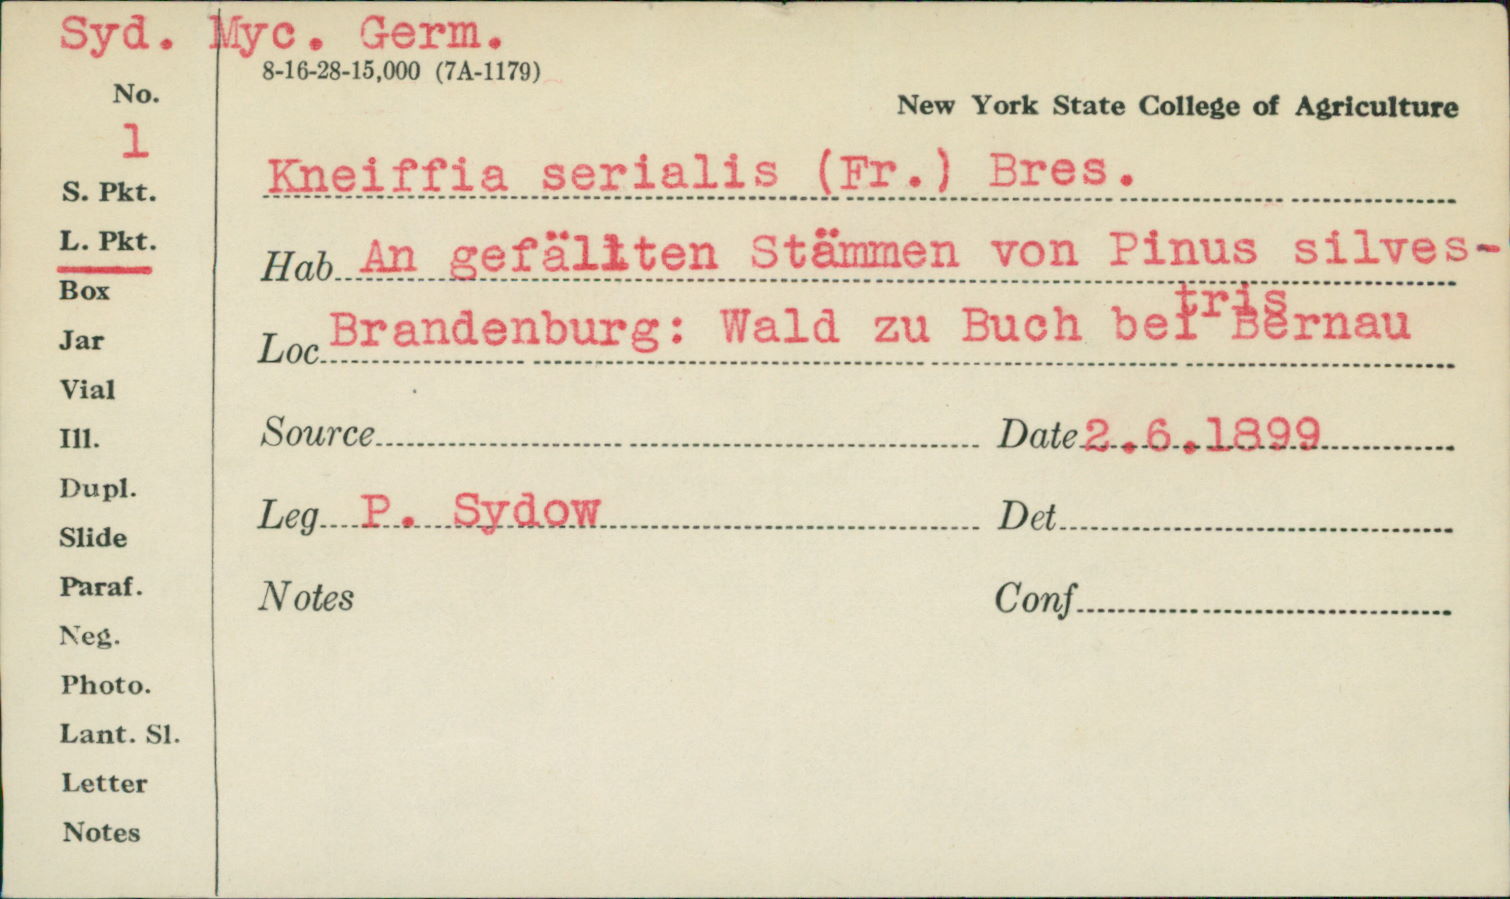 Syd. Myc. Germ.
8-16-28-15,000 (7A-1179)
No.
1
New York State College of Agriculture
S. Pkt.
Kneiffia serialis (Fr.) Bres.
L. Pkt.
Hab. An gefällten Stämmen von Pinus silves-
tris
Box
Jar
Loc. Brandenburg: Wald zu Buch bei Bernau
Vial
Ill.
Source Date 2.6.1899
Dupl.
Leg. P. Sydow Det.
Slide
Paraf.
Notes Conf.
Neg.
Photo.
Lant. Sl.
Letter
Notes